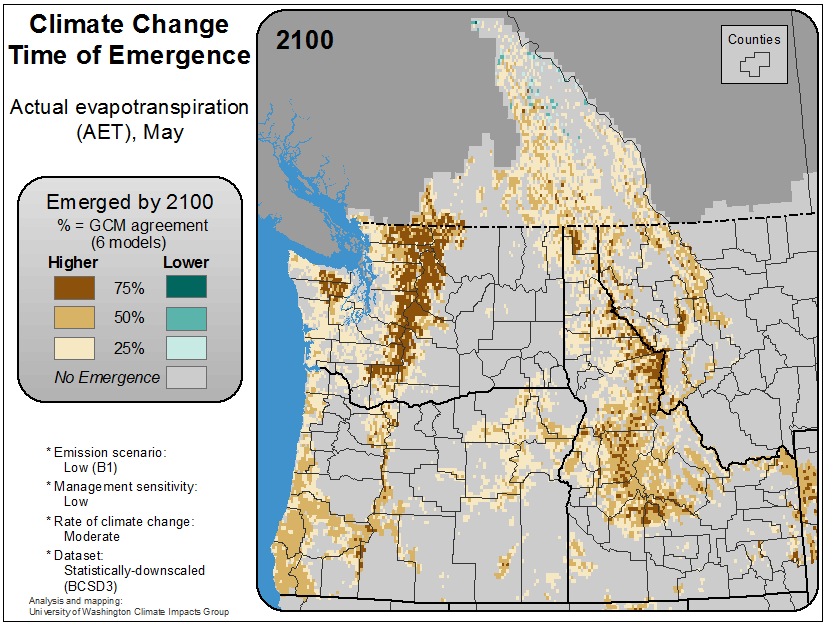 Climate Change
Time of Emergence
Actual evapotranspiration
(AET), May
Emerged by 2100
% = GCM agreement
(6 models)
Higher Lower
75%
50%
25%
No Emergence
* Emission scenario:
Low (B1)
* Management sensitivity:
Low
* Rate of climate change:
Moderate
* Dataset:
Statistically-downscaled
(BCSD3)
Analysis and mapping:
University of Washington Climate Impacts Group
2100
Counties